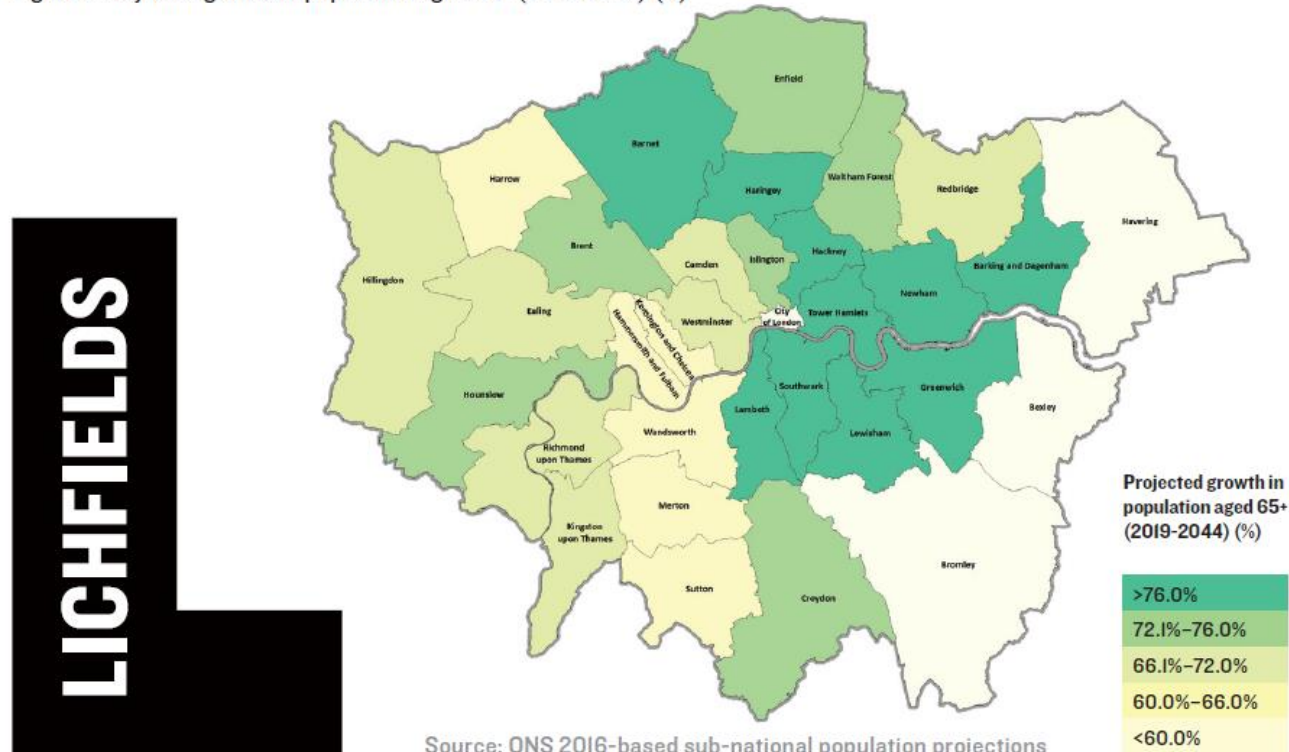 Enfield
Barnet
Harrow
Haringey
Waltham Forest
Redbridge
Havering
Brent
Camden
Islington
Hackney
Barking and Dagenham
Hillingdon
Newham
Ealing
Kensington and Chelsea
Hammersmith and Fulham
Westminster
City
of London
Tower Hamlets
Hounslow
Southwark
Greenwich
Lambeth
Bexley
Wandsworth
Lewisham
Richmond
upon Thames
Merton
Kingston
upon Thames
Bromley
Sutton
Croydon
LICHFIELDS
Projected growth in
population aged 65+
(2019-2044) (%)
>76.0%
72.1%–76.0%
66.1%–72.0%
60.0%–66.0%
<60.0%
Source: ONS 2016-based sub-national population projections